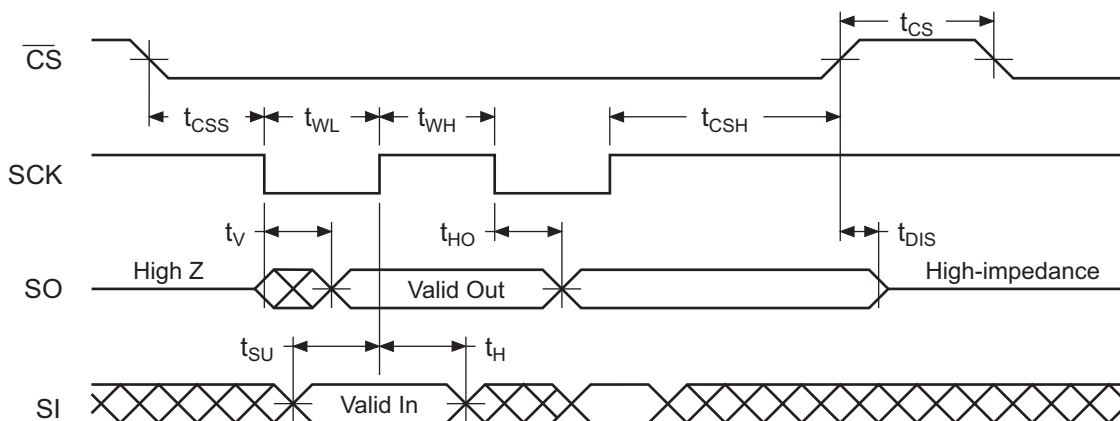 t_CS
C̅S̅
t_CSS t_WL t_WH t_CSH
SCK
t_V t_HO t_DIS
High Z Valid Out High-impedance
SO
t_SU t_H
SI Valid In